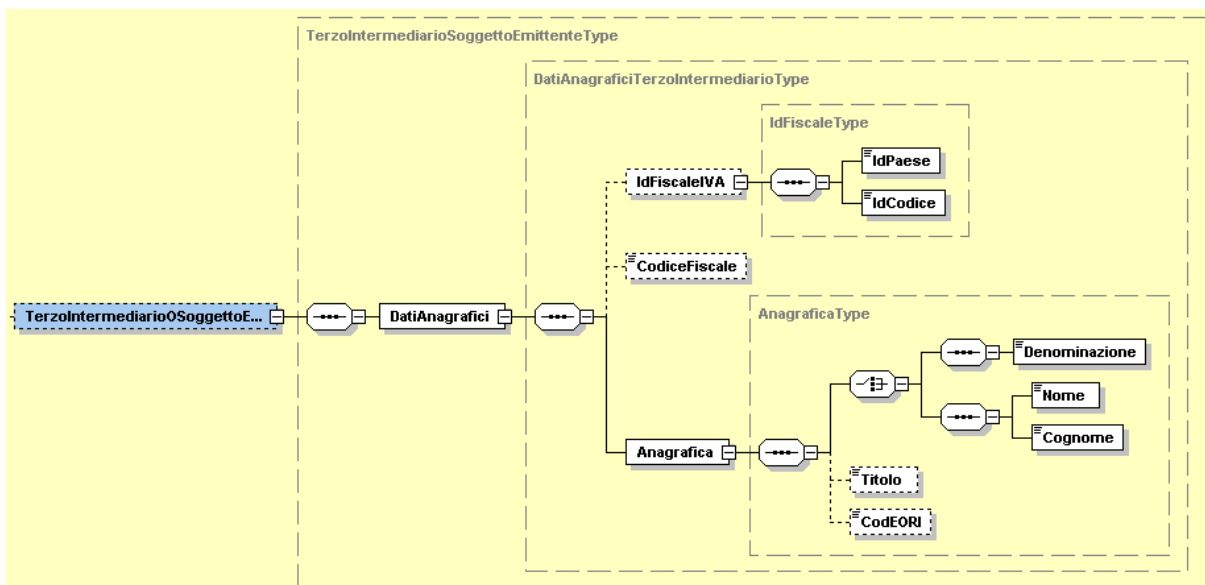 TerzoIntermediarioSoggettoEmittenteType
DatiAnagraficiTerzoIntermediarioType
IdFiscaleType
IdPaese
IdFiscaleIVA
IdCodice
CodiceFiscale
TerzoIntermediarioOSoggettoE...
DatiAnagrafici
AnagraficaType
Denominazione
Nome
Cognome
Anagrafica
Titolo
CodEORI